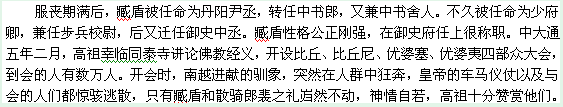 服丧期满后，臧盾被任命为丹阳尹丞，转任中书郎，又兼中书舍人。不久被任命为少府
卿，兼任步兵校尉，后又迁任御史中丞。臧盾性格公正刚强，在御史府任上很称职。中大通
五年二月，高祖幸临同泰寺讲论佛教经义，开设比丘、比丘尼、优婆塞、优婆夷四部众大会，
到会的人有数万人。开会时，南越进献的驯象，突然在人群中狂奔，皇帝的车马仪仗以及与
会的人们都惊骇逃散，只有臧盾和散骑郎裴之礼岿然不动，神情自若，高祖十分赞赏他们。